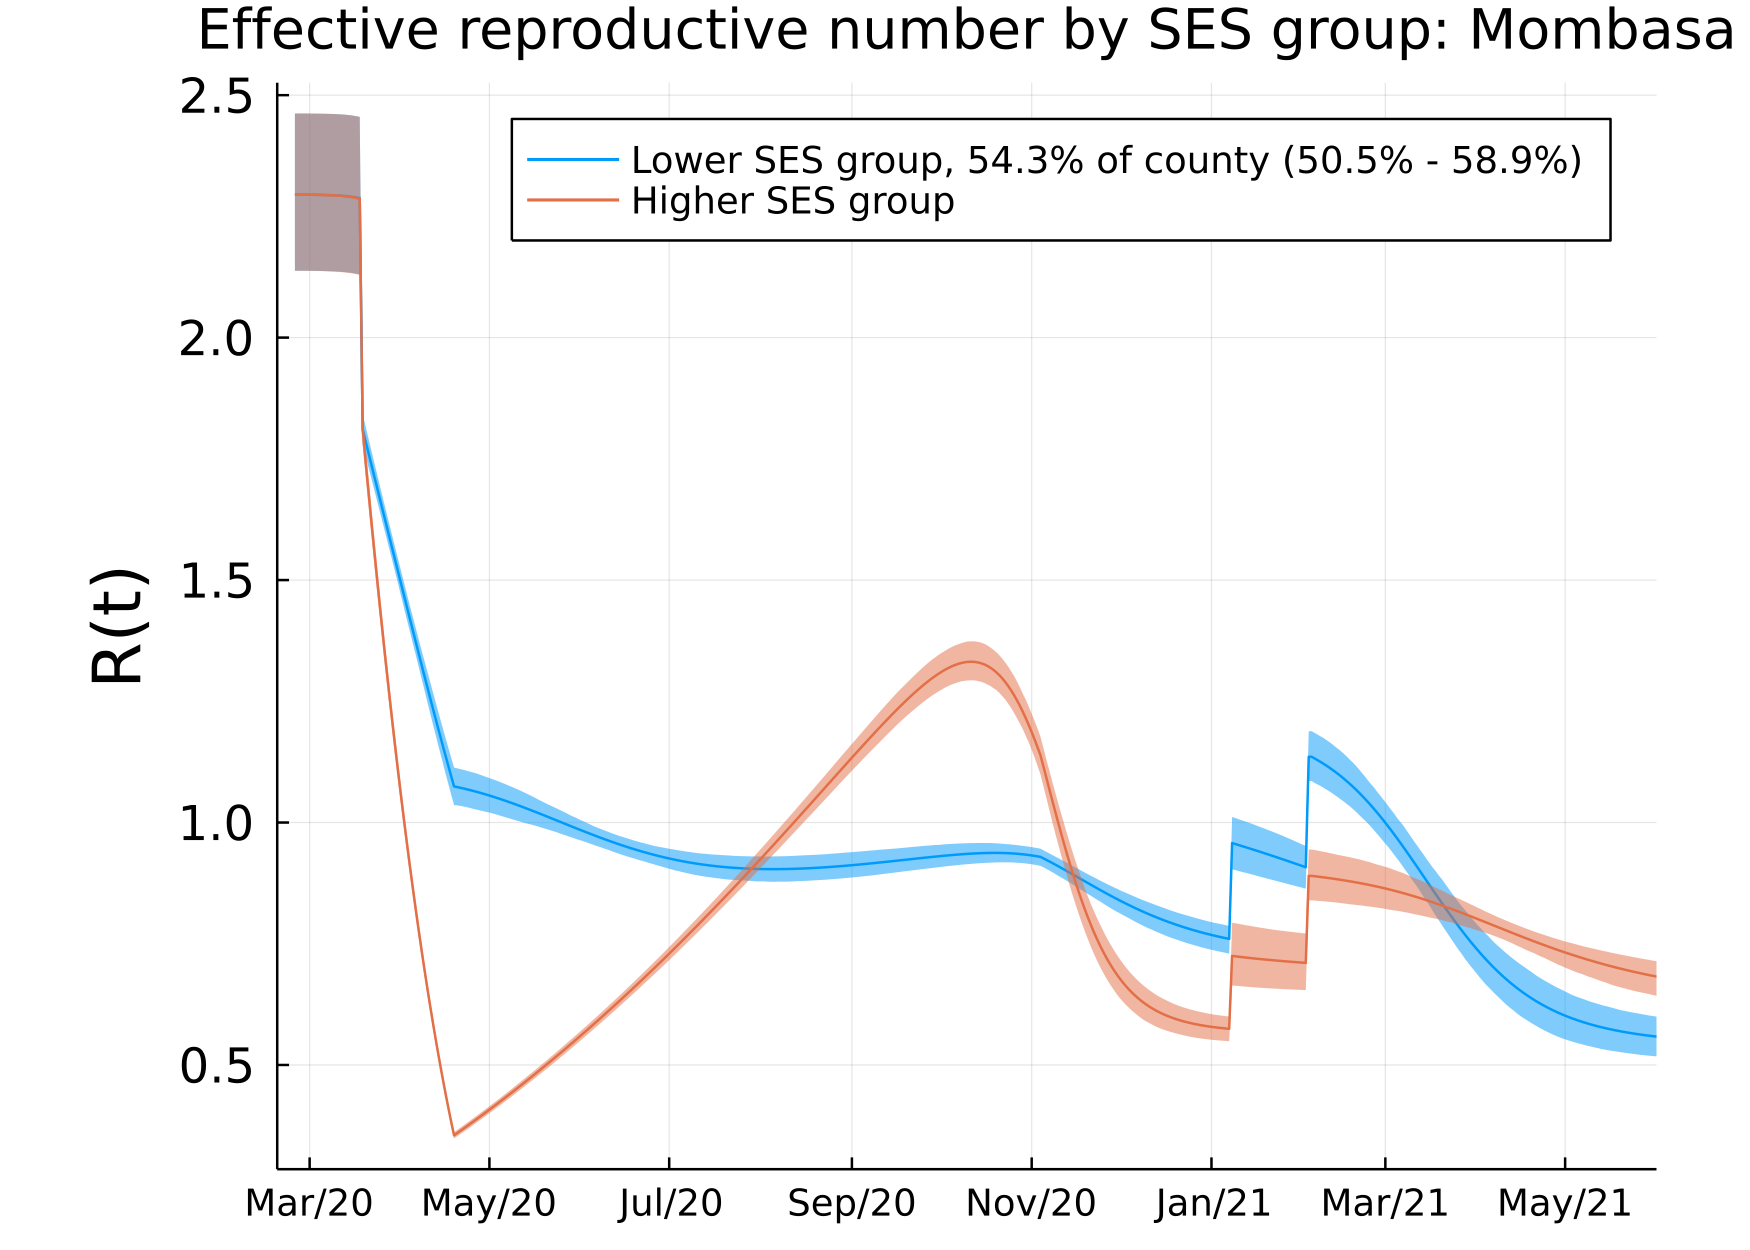 Effective reproductive number by SES group: Mombasa
Lower SES group, 54.3% of county (50.5% - 58.9%)
Higher SES group
R(t)
2.5
2.0
1.5
1.0
0.5
Mar/20 May/20 Jul/20 Sep/20 Nov/20 Jan/21 Mar/21 May/21